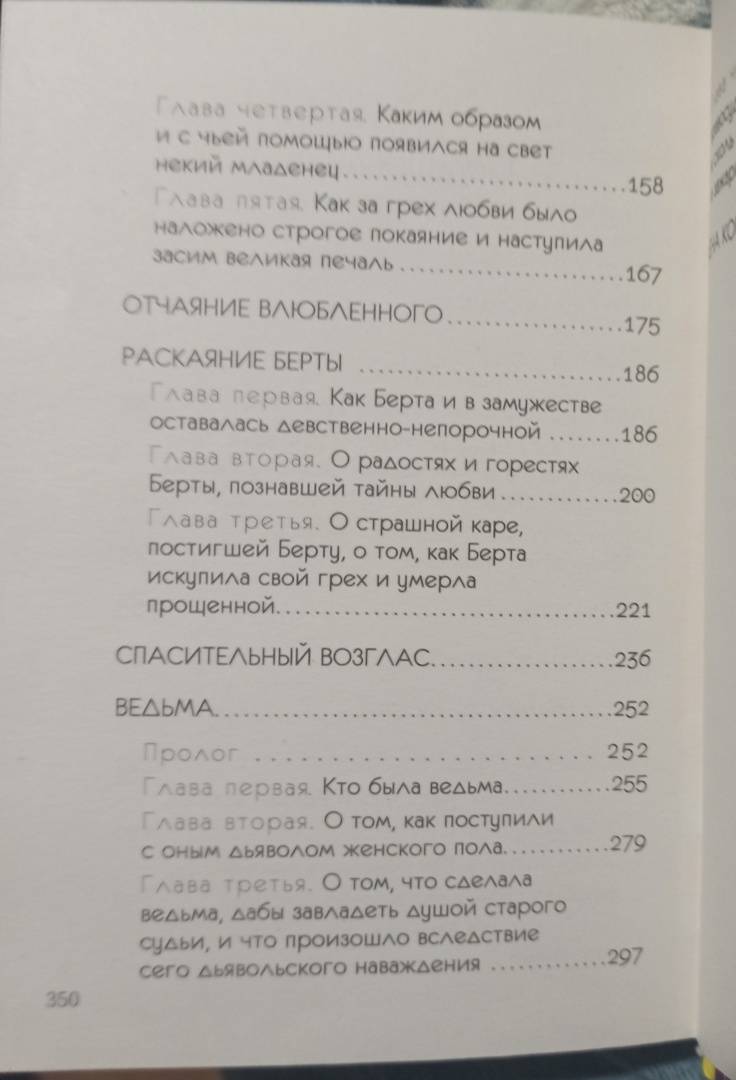 Глава четвертая. Каким образом
и с чьей помощью появился на свет
некий младенец..............................158
Глава пятая. Как за грех любви было
наложено строгое покаяние и наступила
засим великая печаль........................167
ОТЧАЯНИЕ ВЛЮБЛЕННОГО....................175
РАСКАЯНИЕ БЕРТЫ ..........................186
Глава первая. Как Берта и в замужестве
оставалась девственно-непорочной ........186
Глава вторая. О радостях и горестях
Берты, познавшей тайны любви.............200
Глава третья. О страшной каре,
постигшей Берту, о том, как Берта
искупила свой грех и умерла
прощенной....................................221
СПАСИТЕЛЬНЫЙ ВОЗГЛАС....................236
ВЕДЬМА.......................................252
Пролог ........................ 252
Глава первая. Кто была ведьма..............255
Глава вторая. О том, как поступили
с оным дьяволом женского пола..............279
Глава третья. О том, что сделала
ведьма, дабы завладеть душой старого
судьи, и что произошло вследствие
сего дьявольского наваждения ..............297
350